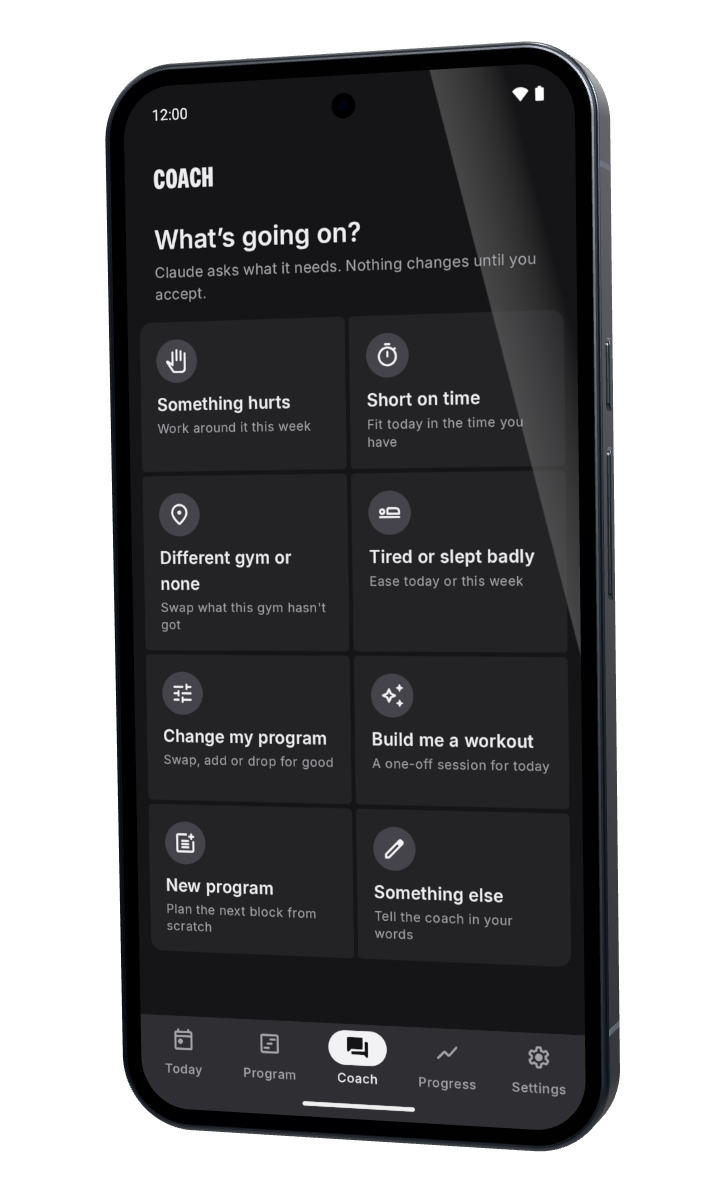 12:00
COACH
What's going on?
Claude asks what it needs. Nothing changes until you
accept.
Something hurts
Work around it this week
Short on time
Fit today in the time you
have
Different gym or
none
Swap what this gym hasn't
got
Tired or slept badly
Ease today or this week
Change my program
Swap, add or drop for good
Build me a workout
A one-off session for today
New program
Plan the next block from
scratch
Something else
Tell the coach in your
words
Today
Program
Coach
Progress
Settings